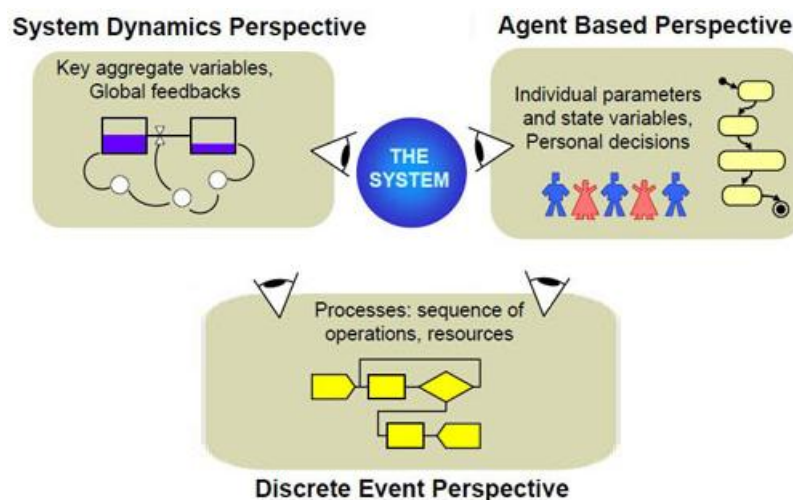 System Dynamics Perspective
Key aggregate variables,
Global feedbacks
THE
SYSTEM
Agent Based Perspective
Individual parameters
and state variables,
Personal decisions
Processes: sequence of
operations, resources
Discrete Event Perspective